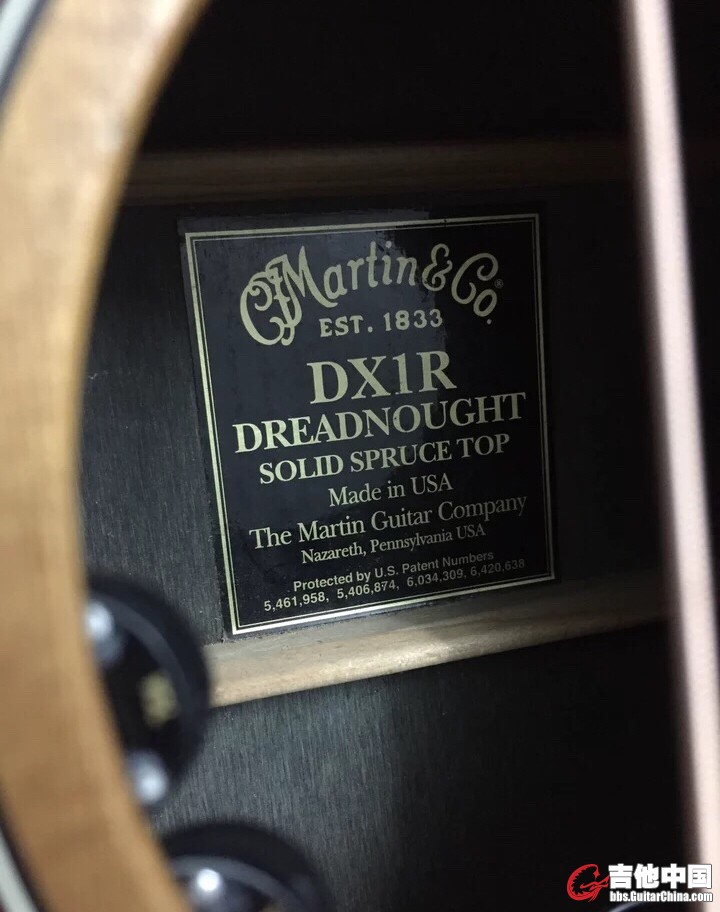 CF Martin & Co.®
EST. 1833
DX1R
DREADNOUGHT
SOLID SPRUCE TOP
Made in USA
The Martin Guitar Company
Nazareth, Pennsylvania USA
Protected by U.S. Patent Numbers
5,461,958, 5,406,874, 6,034,309, 6,420,638
吉他中国
bbs.GuitarChina.com